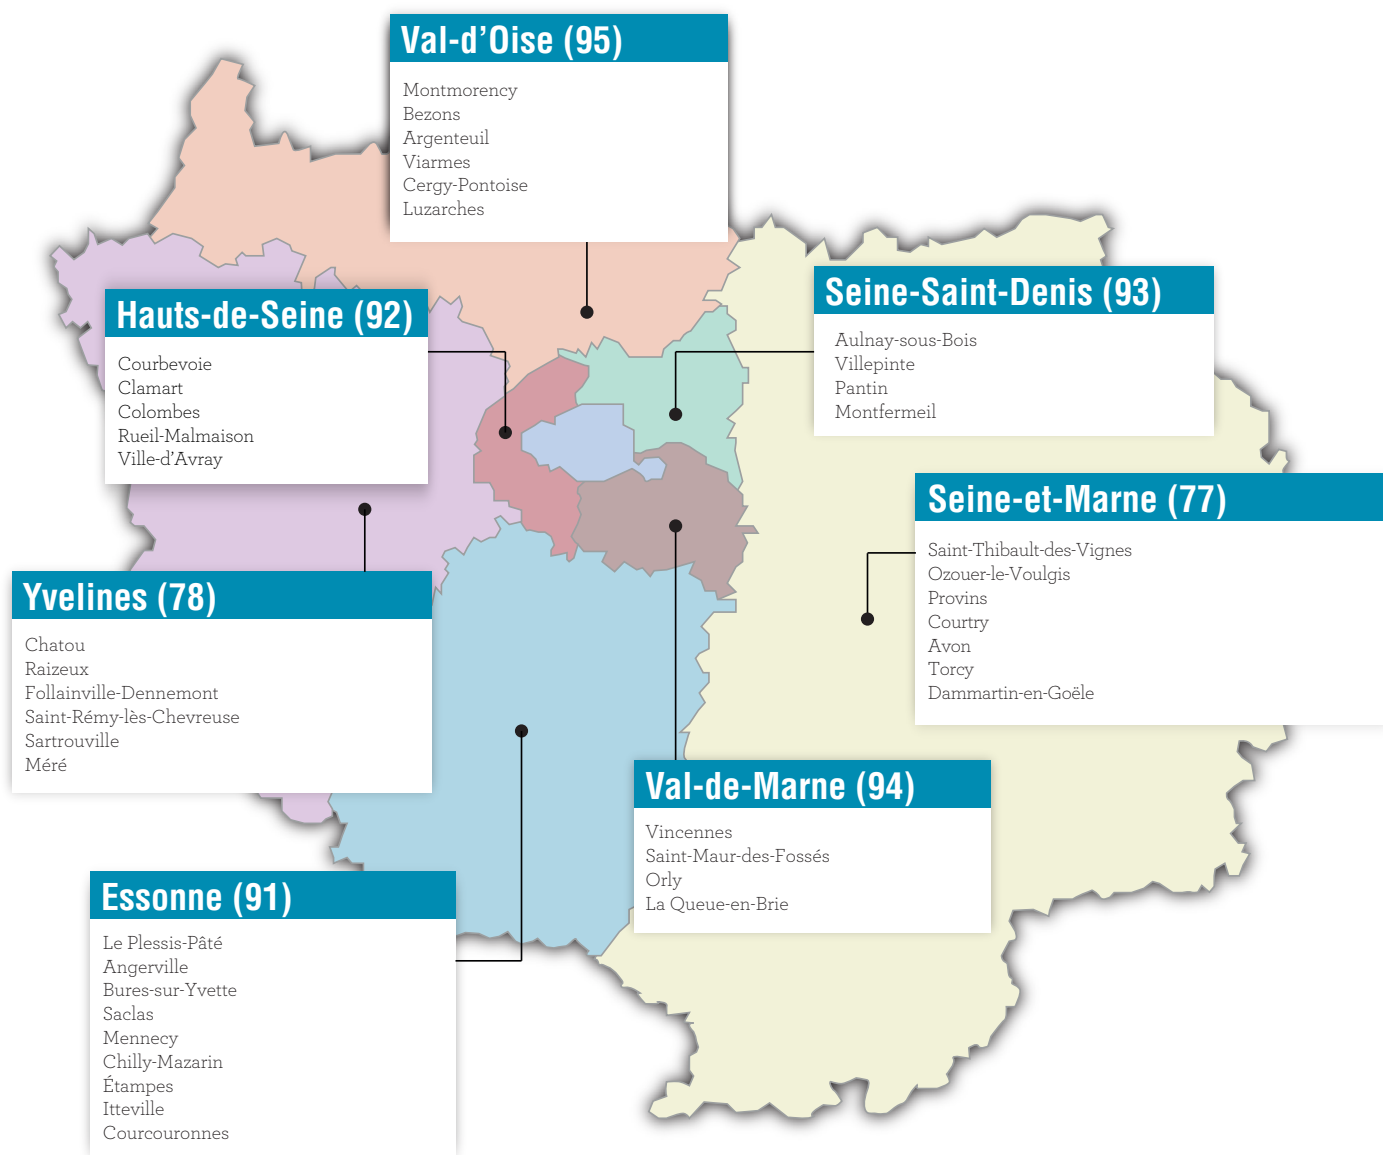 Val-d’Oise (95)
Montmorency
Bezons
Argenteuil
Viarmes
Cergy-Pontoise
Luzarches
Hauts-de-Seine (92)
Courbevoie
Clamart
Colombes
Rueil-Malmaison
Ville-d’Avray
Seine-Saint-Denis (93)
Aulnay-sous-Bois
Villepinte
Pantin
Montfermeil
Seine-et-Marne (77)
Saint-Thibault-des-Vignes
Ozouer-le-Voulgis
Provins
Courtry
Avon
Torcy
Dammartin-en-Goële
Yvelines (78)
Chatou
Raizeux
Follainville-Dennemont
Saint-Rémy-lès-Chevreuse
Sartrouville
Méré
Val-de-Marne (94)
Vincennes
Saint-Maur-des-Fossés
Orly
La Queue-en-Brie
Essonne (91)
Le Plessis-Pâté
Angerville
Bures-sur-Yvette
Saclas
Mennecy
Chilly-Mazarin
Étampes
Itteville
Courcouronnes